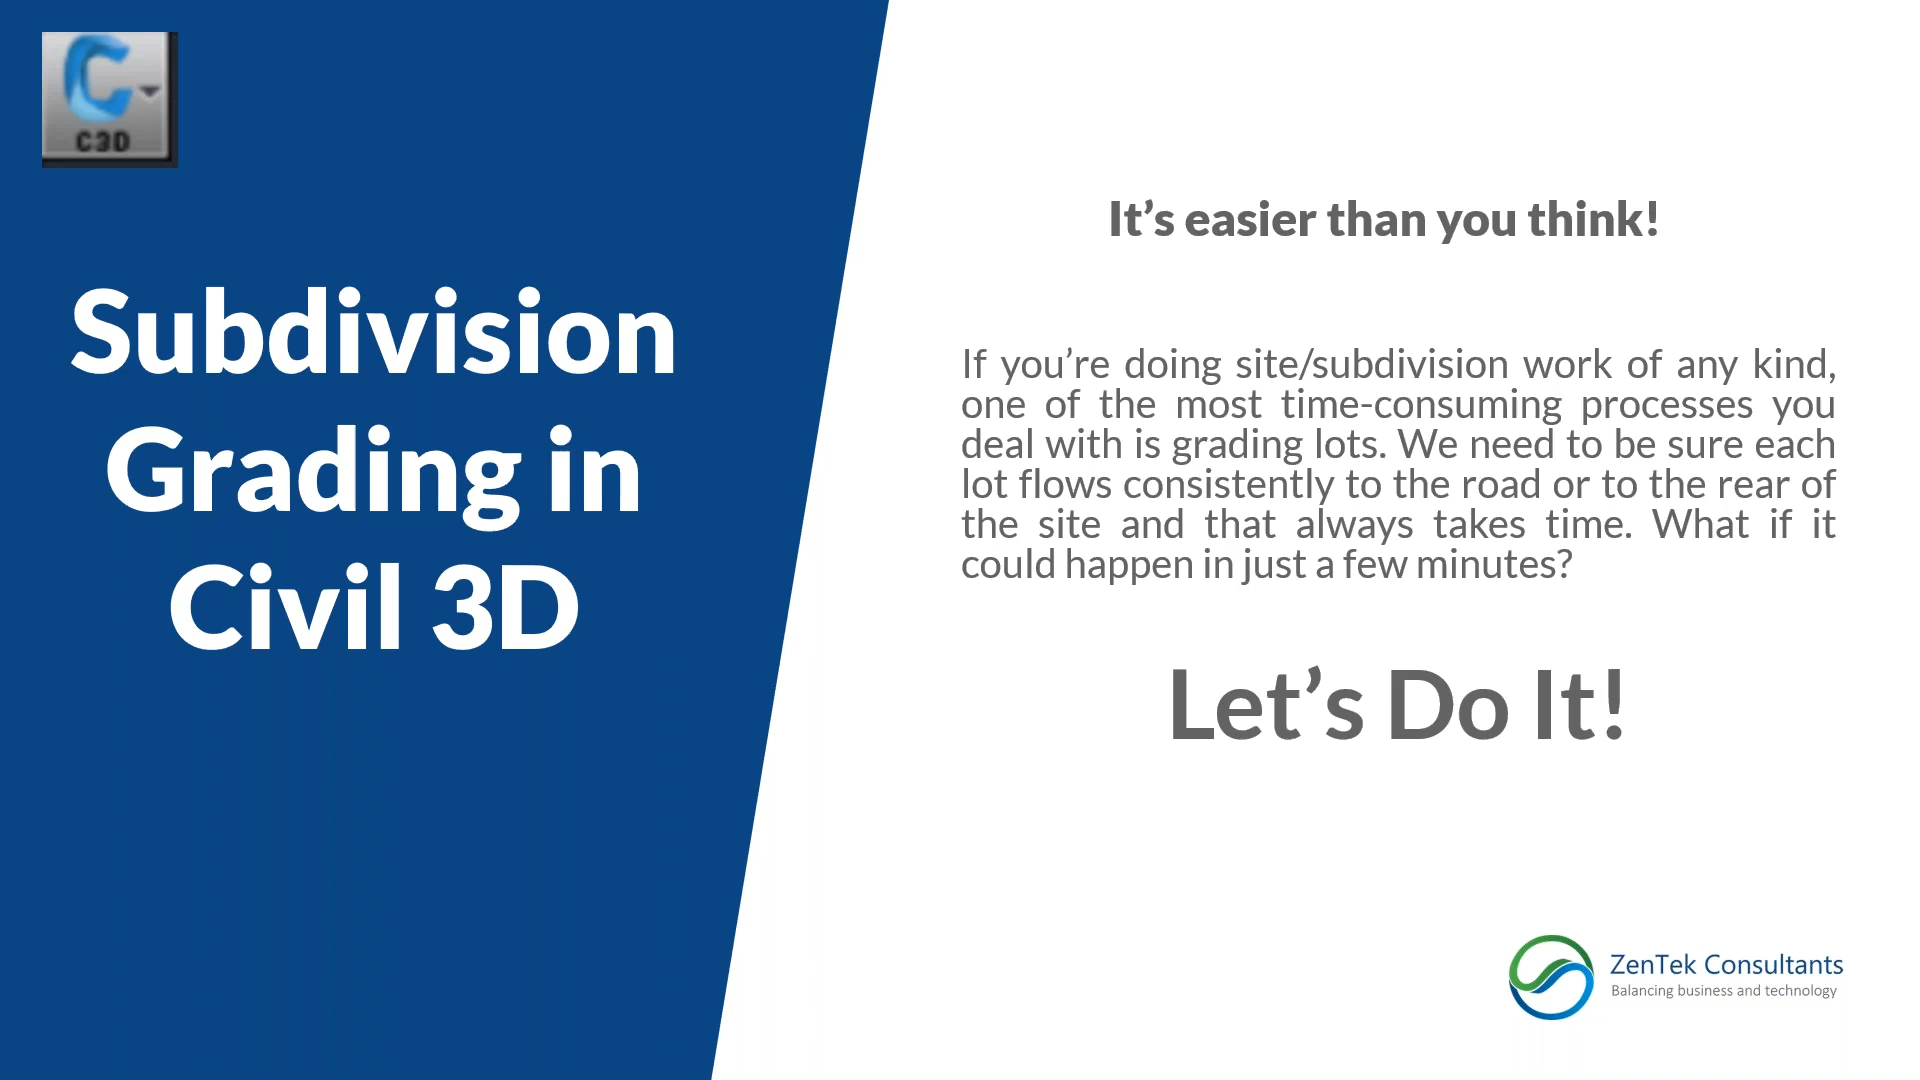 C3D
Subdivision
Grading in
Civil 3D
It’s easier than you think!
If you’re doing site/subdivision work of any kind,
one of the most time-consuming processes you
deal with is grading lots. We need to be sure each
lot flows consistently to the road or to the rear of
the site and that always takes time. What if it
could happen in just a few minutes?
Let’s Do It!
ZenTek Consultants
Balancing business and technology